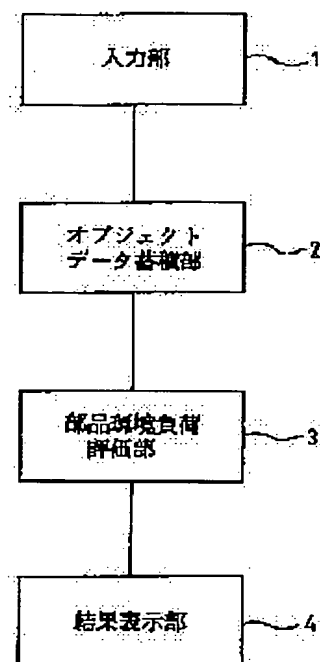 入力部
1
オブジェクト
データ蓄積部
2
部品環境負荷
評価部
3
結果表示部
4